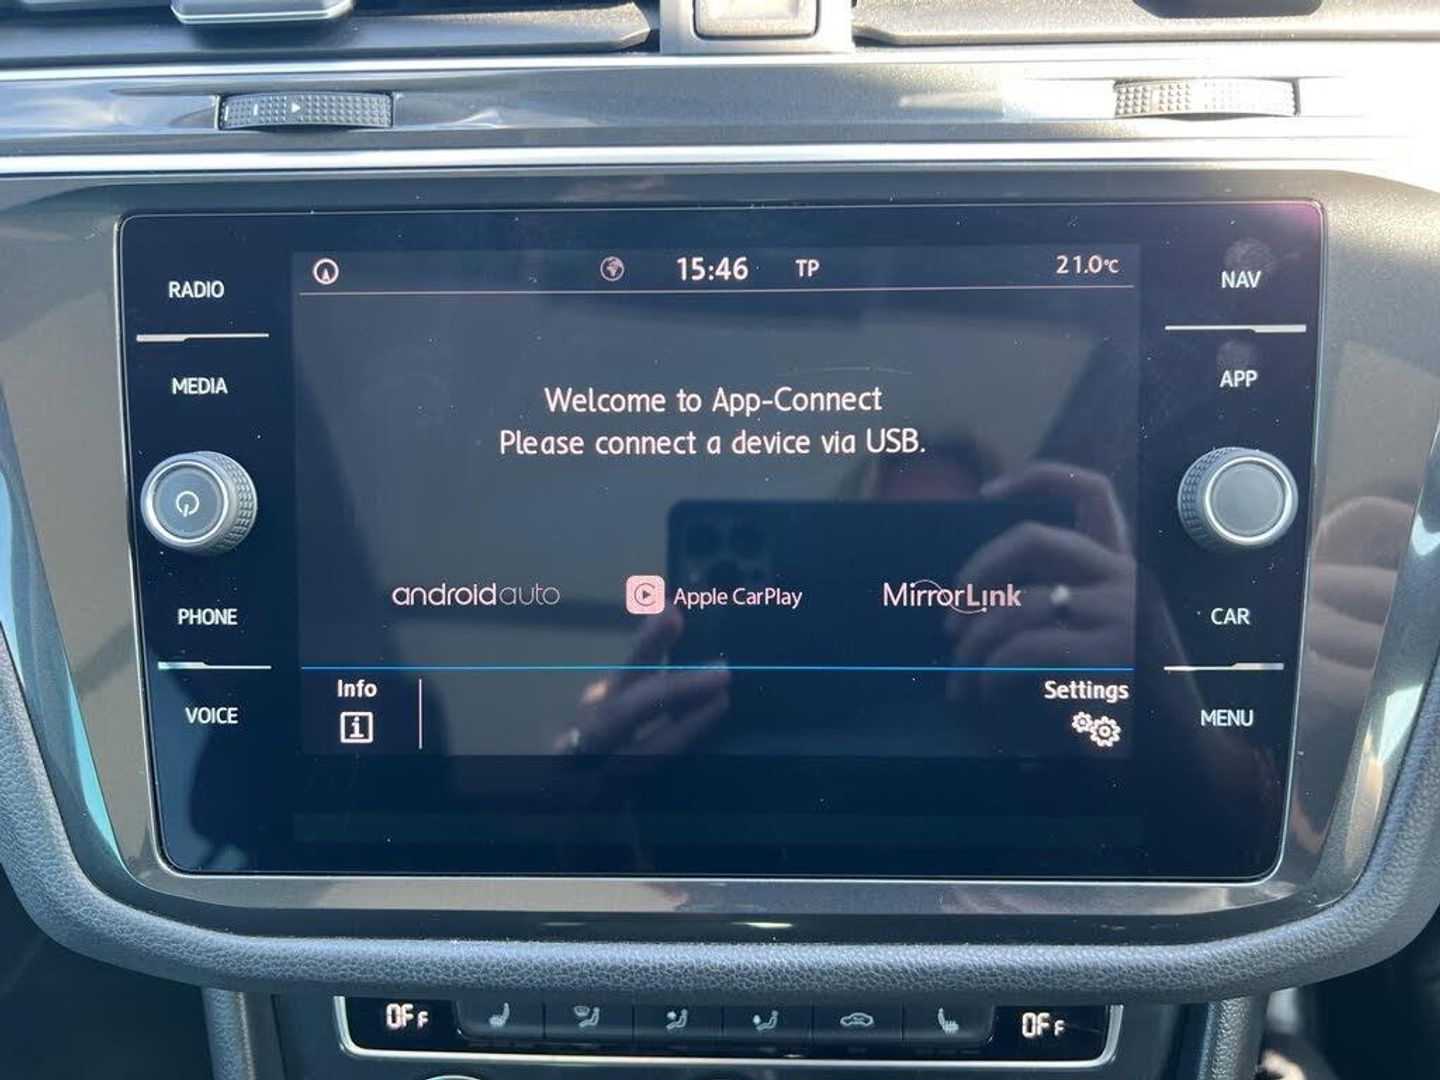 RADIO
MEDIA
PHONE
VOICE
15:46 TP 21.0°C
Welcome to App-Connect
Please connect a device via USB.
androidauto Apple CarPlay MirrorLink
Info
Settings
NAV
APP
CAR
MENU
OFF OFF